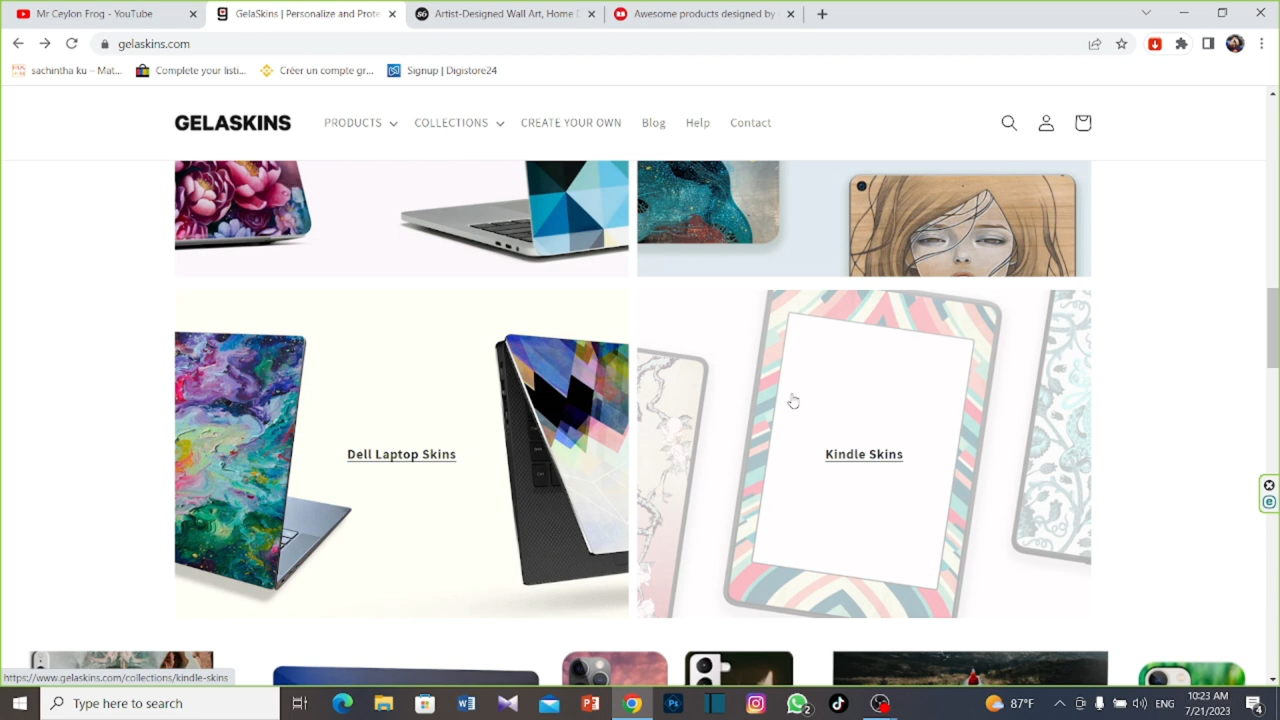 Mr Ceylon Frog - YouTube
GelaSkins | Personalize and Prote
Artist-Designed Wall Art, Home D
Awesome products designed by
gelaskins.com
sachintha ku – Mat...
Complete your listi...
Créer un compte gr...
Signup | Digistore24
GELASKINS
PRODUCTS
COLLECTIONS
CREATE YOUR OWN
Blog
Help
Contact
Dell Laptop Skins
Kindle Skins
https://www.gelaskins.com/collections/kindle-skins
Type here to search
2
87°F
ENG
10:23 AM
7/21/2023
4